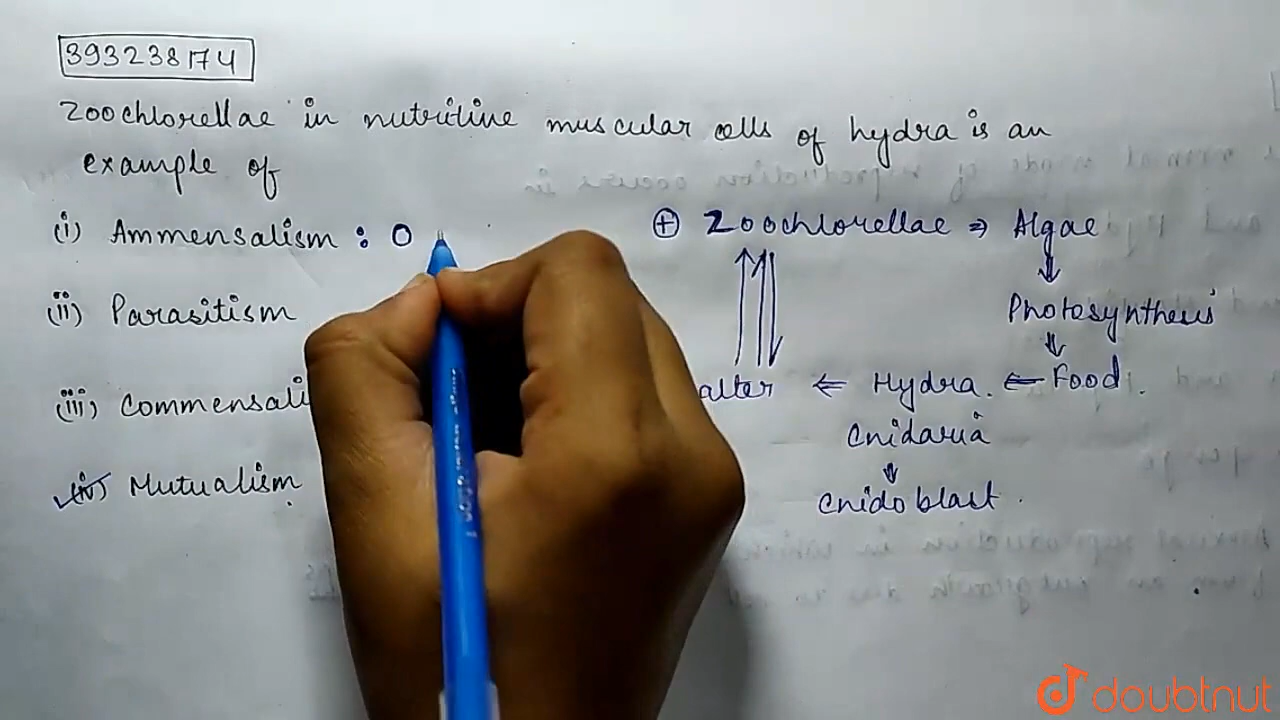 393238174
Zoochlorellae in nutritive muscular cells of hydra is an
example of
(i) Ammensalism : 0
(ii) Parasitism
(iii) Commensali
(iv) Mutualism
⊕ Zoochlorellae ⇒ Algae
Photosynthesis
alter ⇐ Hydra. ⇐ Food.
Cnidaria
Cnidoblast.
doubtnut